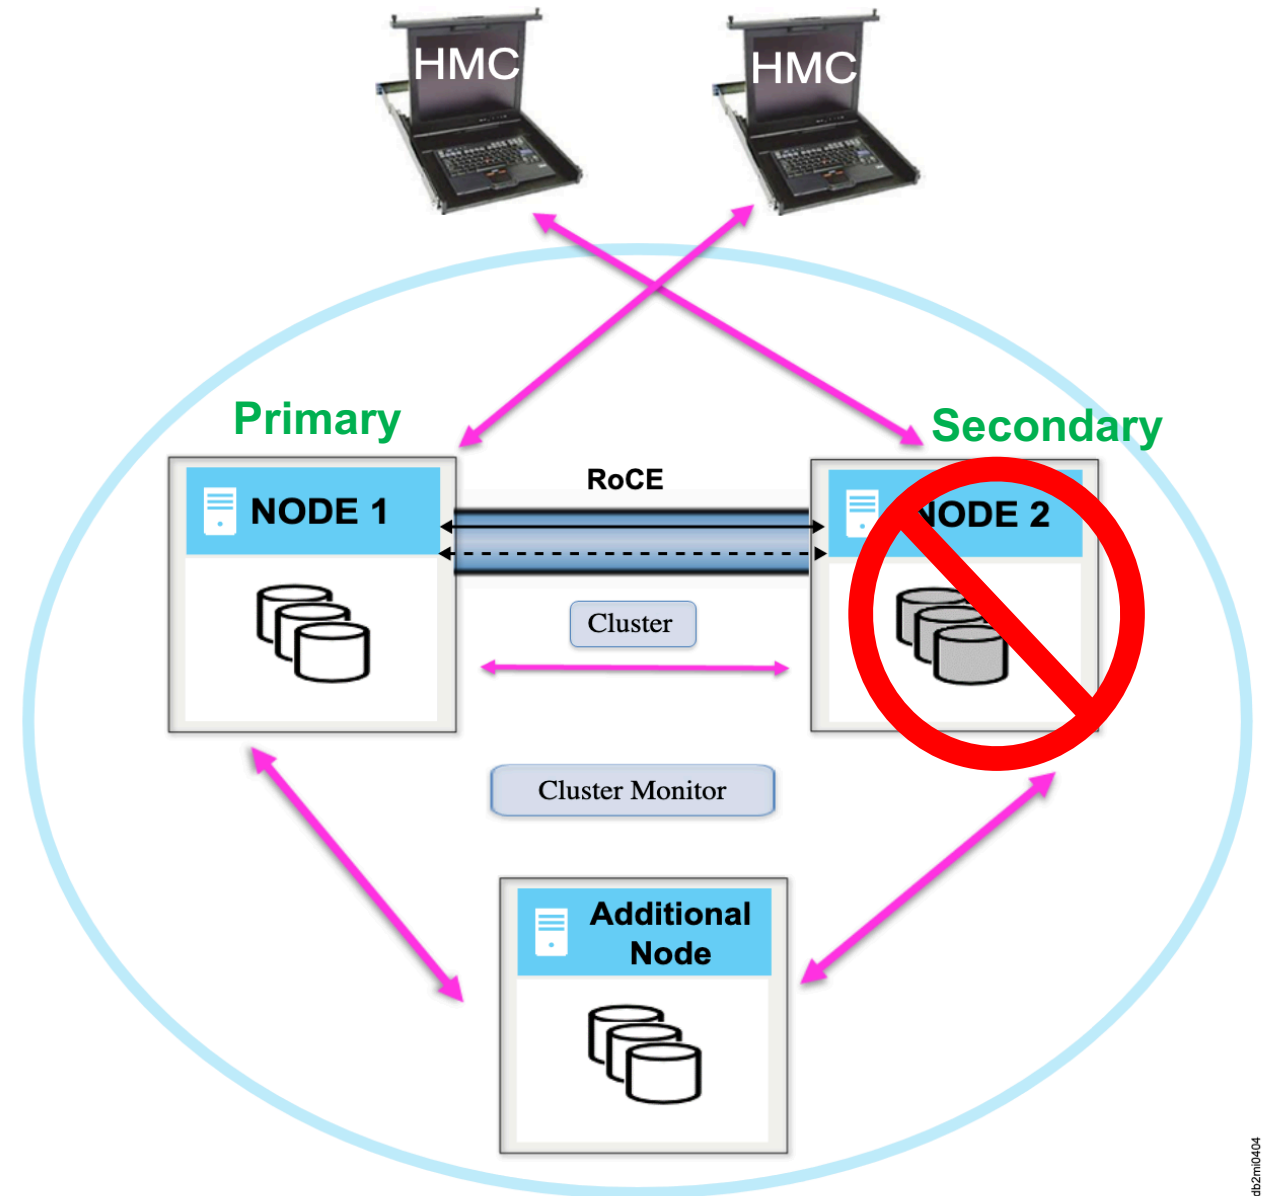 HMC
HMC
Primary
Secondary
RoCE
NODE 1
NODE 2
Cluster
Cluster Monitor
Additional
Node
db2mi0404